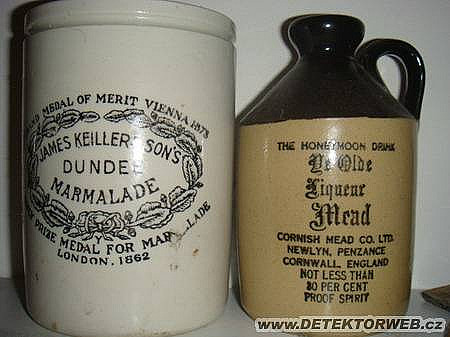 GRAND MEDAL OF MERIT VIENNA 1873
JAMES KEILLER & SON'S
DUNDEE
MARMALADE
PRIZE MEDAL FOR MARMALADE
LONDON. 1862
THE HONEYMOON DRINK
Ye Olde
Liqueur
Mead
CORNISH MEAD CO. LTD.
NEWLYN, PENZANCE
CORNWALL, ENGLAND
NOT LESS THAN
30 PER CENT
PROOF SPIRIT
© WWW.DETEKTORWEB.CZ